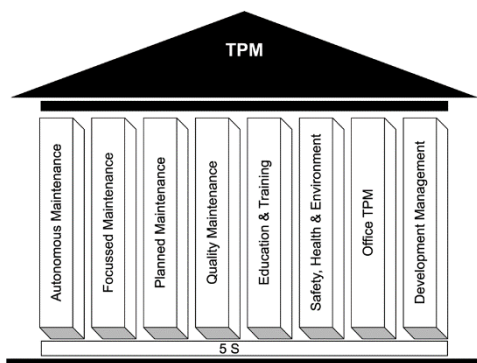 TPM
Autonomous Maintenance
Focussed Maintenance
Planned Maintenance
Quality Maintenance
Education & Training
Safety, Health & Environment
Office TPM
Development Management
5 S